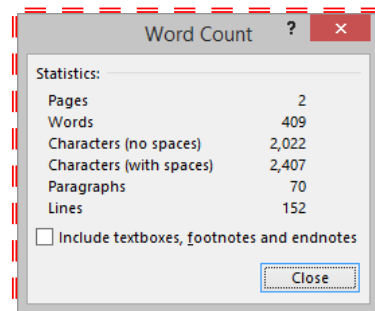 Word Count ? ×
Statistics:
Pages 2
Words 409
Characters (no spaces) 2,022
Characters (with spaces) 2,407
Paragraphs 70
Lines 152
Include textboxes, footnotes and endnotes
Close